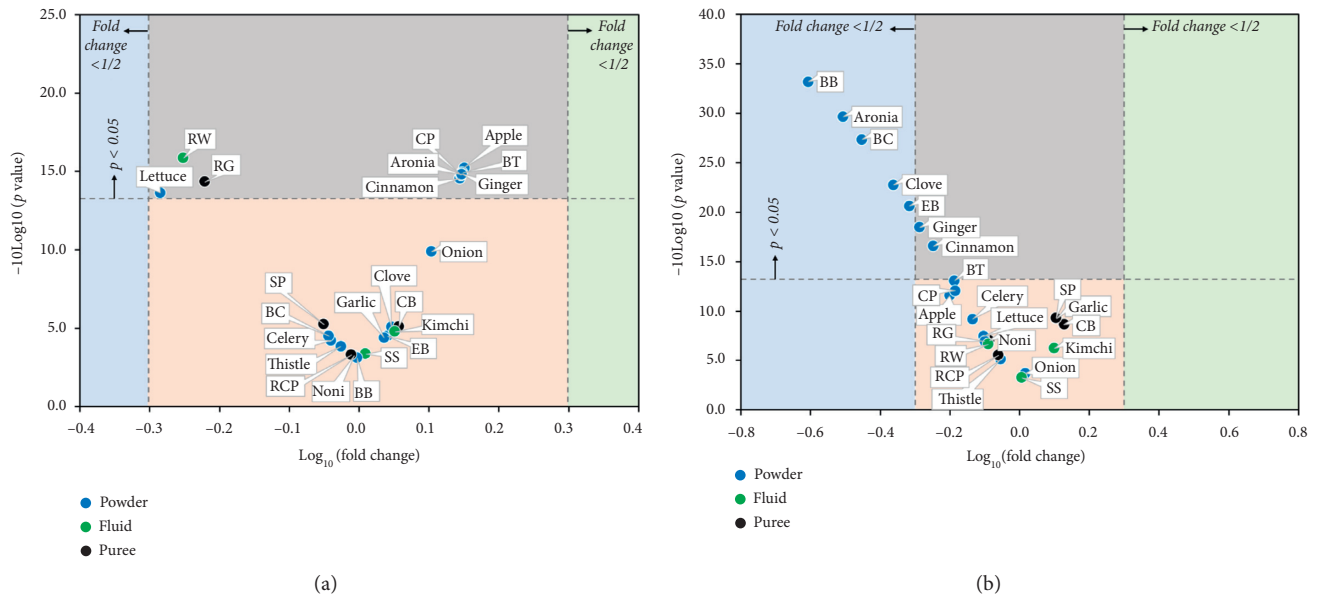 25.0
20.0
15.0
10.0
5.0
0.0
−10Log10 (p value)
Fold
change
<1/2
Fold
change
<1/2
p < 0.05
RW
RG
Lettuce
CP
Apple
Aronia
BT
Cinnamon
Ginger
Onion
SP
Clove
BC
Garlic
CB
Celery
Kimchi
Thistle
SS
EB
RCP
Noni
BB
−0.4
−0.3
−0.2
−0.1
0.0
0.1
0.2
0.3
0.4
Log10 (fold change)
Powder
Fluid
Puree
(a)
40.0
35.0
30.0
25.0
20.0
15.0
10.0
5.0
0.0
−10Log10 (p value)
Fold change <1/2
Fold change <1/2
p < 0.05
BB
Aronia
BC
Clove
EB
Ginger
Cinnamon
BT
SP
CP
Celery
Garlic
Apple
Lettuce
CB
RG
Noni
Kimchi
RW
RCP
Onion
Thistle
SS
−0.8
−0.6
−0.4
−0.2
0.0
0.2
0.4
0.6
0.8
Log10 (fold change)
Powder
Fluid
Puree
(b)